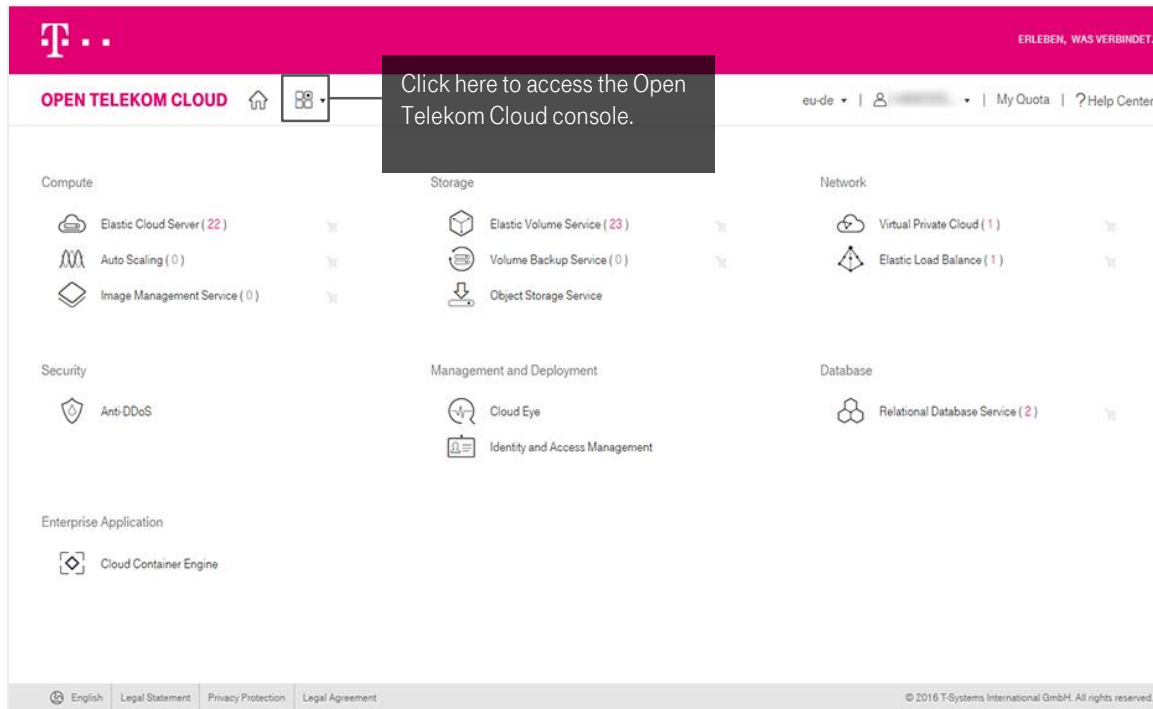 T
ERLEBEN, WAS VERBINDET.
OPEN TELEKOM CLOUD
Click here to access the Open
Telekom Cloud console.
eu-de | | My Quota | ? Help Center
Compute
Elastic Cloud Server ( 22 )
Auto Scaling ( 0 )
Image Management Service ( 0 )
Storage
Elastic Volume Service ( 23 )
Volume Backup Service ( 0 )
Object Storage Service
Network
Virtual Private Cloud ( 1 )
Elastic Load Balance ( 1 )
Security
Anti-DDoS
Management and Deployment
Cloud Eye
Identity and Access Management
Database
Relational Database Service ( 2 )
Enterprise Application
Cloud Container Engine
English | Legal Statement | Privacy Protection | Legal Agreement
© 2016 T-Systems International GmbH. All rights reserved.